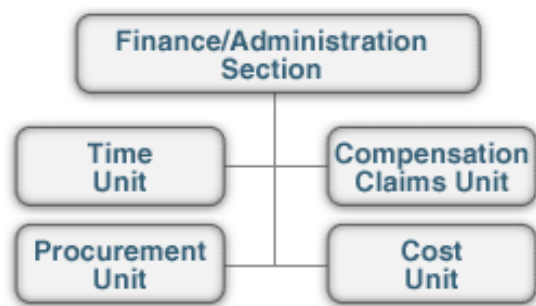 Finance/Administration
Section
Time
Unit
Compensation
Claims Unit
Procurement
Unit
Cost
Unit